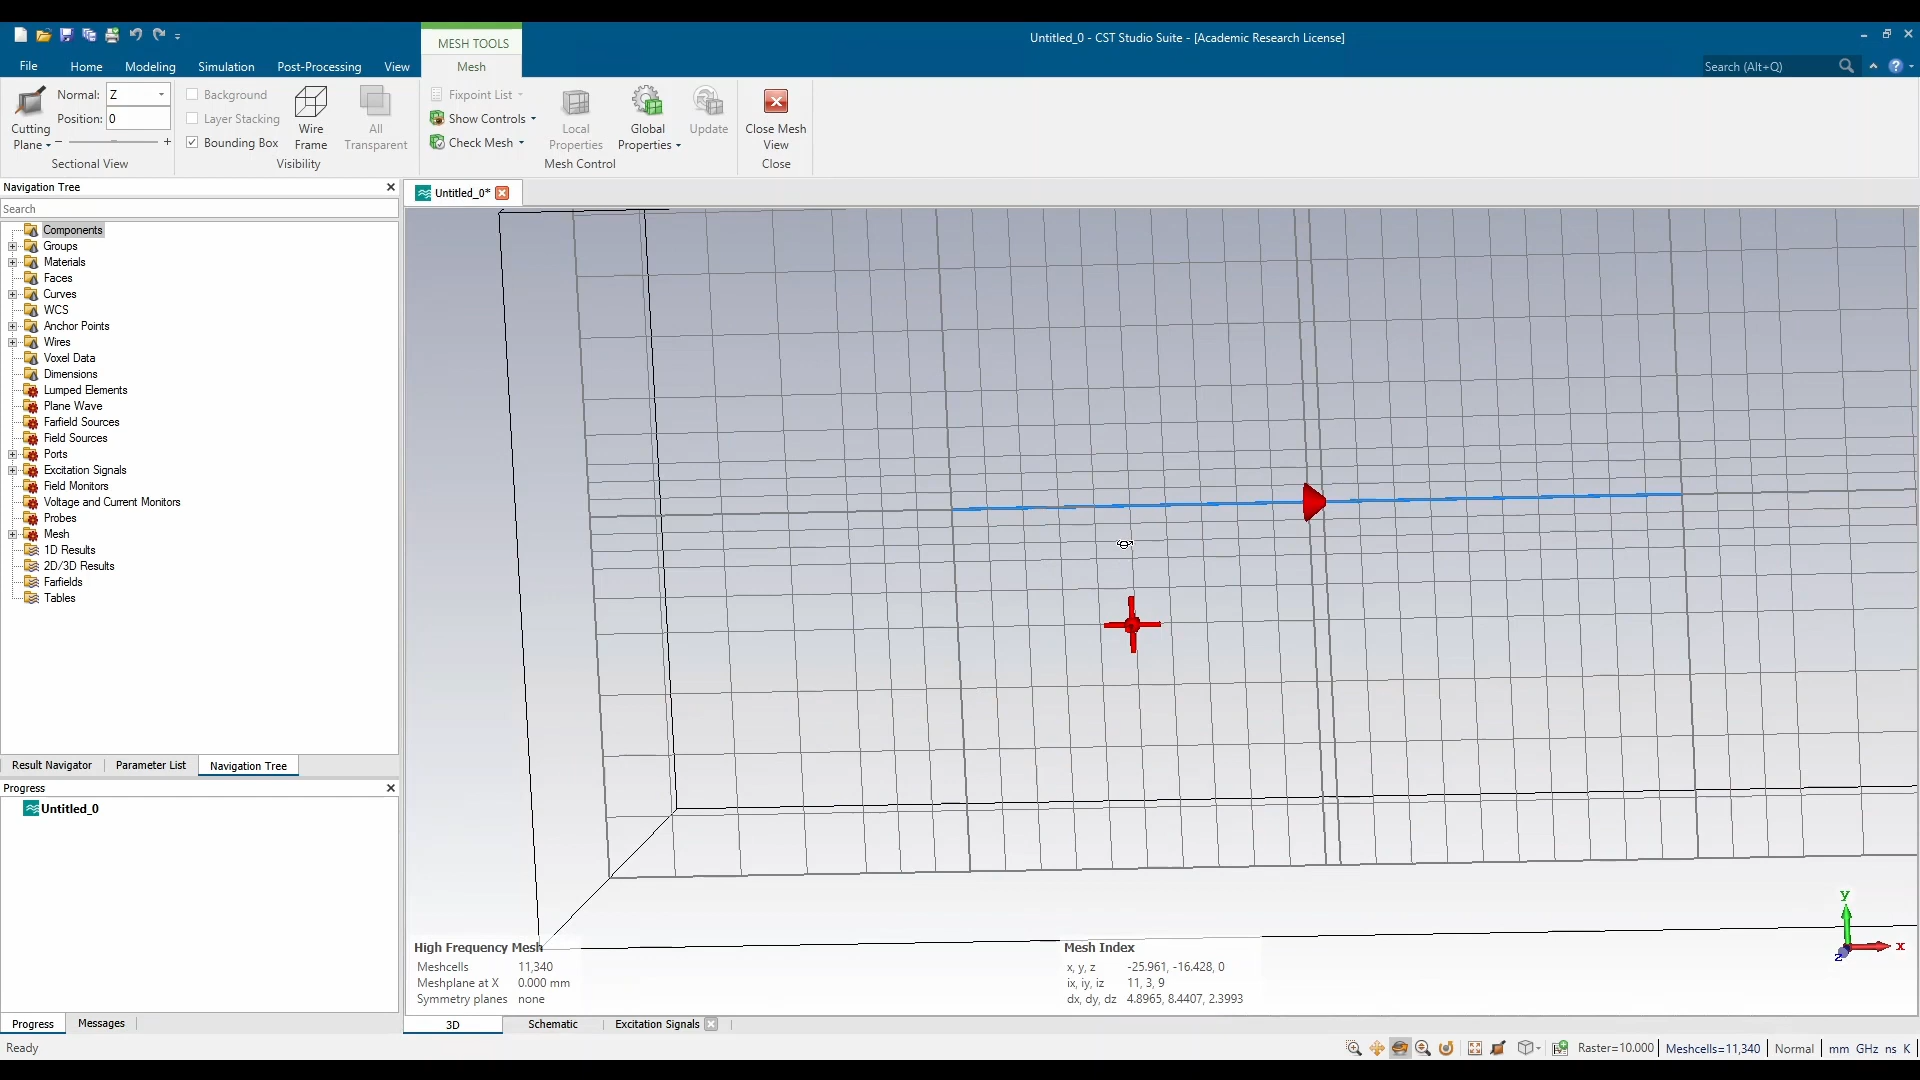 MESH TOOLS
Untitled_0 - CST Studio Suite - [Academic Research License]
File Home Modeling Simulation Post-Processing View Mesh
Search (Alt+Q)
Normal: Z
Position: 0
Cutting Plane
Sectional View
Background
Layer Stacking
Bounding Box
Wire Frame
All Transparent
Visibility
Fixpoint List
Show Controls
Check Mesh
Local Properties
Global Properties
Update
Mesh Control
Close Mesh View
Close
Navigation Tree
Untitled_0*
Search
Components
Groups
Materials
Faces
Curves
WCS
Anchor Points
Wires
Voxel Data
Dimensions
Lumped Elements
Plane Wave
Farfield Sources
Field Sources
Ports
Excitation Signals
Field Monitors
Voltage and Current Monitors
Probes
Mesh
1D Results
2D/3D Results
Farfields
Tables
Result Navigator Parameter List Navigation Tree
Progress
Untitled_0
Progress Messages
High Frequency Mesh
Meshcells 11,340
Meshplane at X 0.000 mm
Symmetry planes none
Mesh Index
x, y, z -25.961, -16.428, 0
ix, iy, iz 11, 3, 9
dx, dy, dz 4.8965, 8.4407, 2.3993
y
x
z
3D Schematic Excitation Signals
Ready
Raster=10.000 Meshcells=11,340 Normal mm GHz ns K